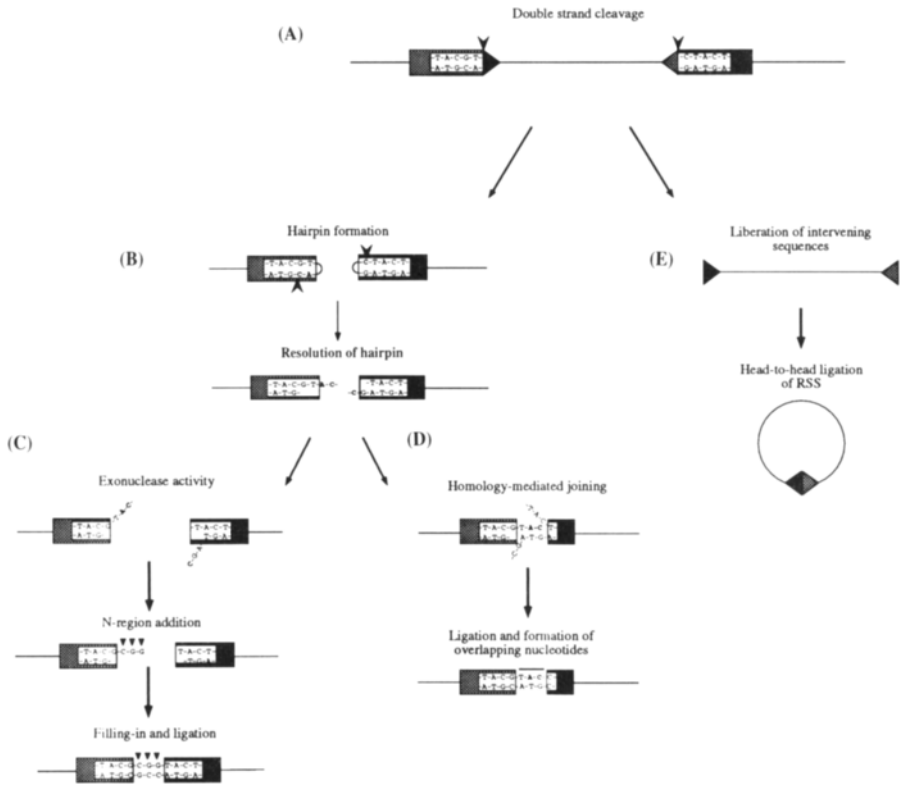 Double strand cleavage
(A)
-T-A-C-G-T
A-T-G-C-A-
C-T-A-C-T
G-A-T-G-A
Hairpin formation
(B)
-T-A-C-G-T
A-T-G-C-A
C-T-A-C-T
G-A-T-G-A
Resolution of hairpin
-T-A-C-G-T-A-C-
A-T-G-
-T-A-C-T
-C-G-A-T-G-A
Liberation of intervening
sequences
(E)
Head-to-head ligation
of RSS
(C)
Exonuclease activity
-T-A-C-G
A-T-G-
T-A-C-T-
T-G-A-
N-region addition
-T-A-C-G-C-G-G
A-T-G-
-T-A-C-T-
-T-G-A-
Filling-in and ligation
T-A-C-G-C-G-G-T-A-C-T-
A-T-G-C-G-C-C-A-T-G-A-
(D)
Homology-mediated joining
-T-A-C-G-T-A-C-T
A-T-G- A-T-G-A
Ligation and formation of
overlapping nucleotides